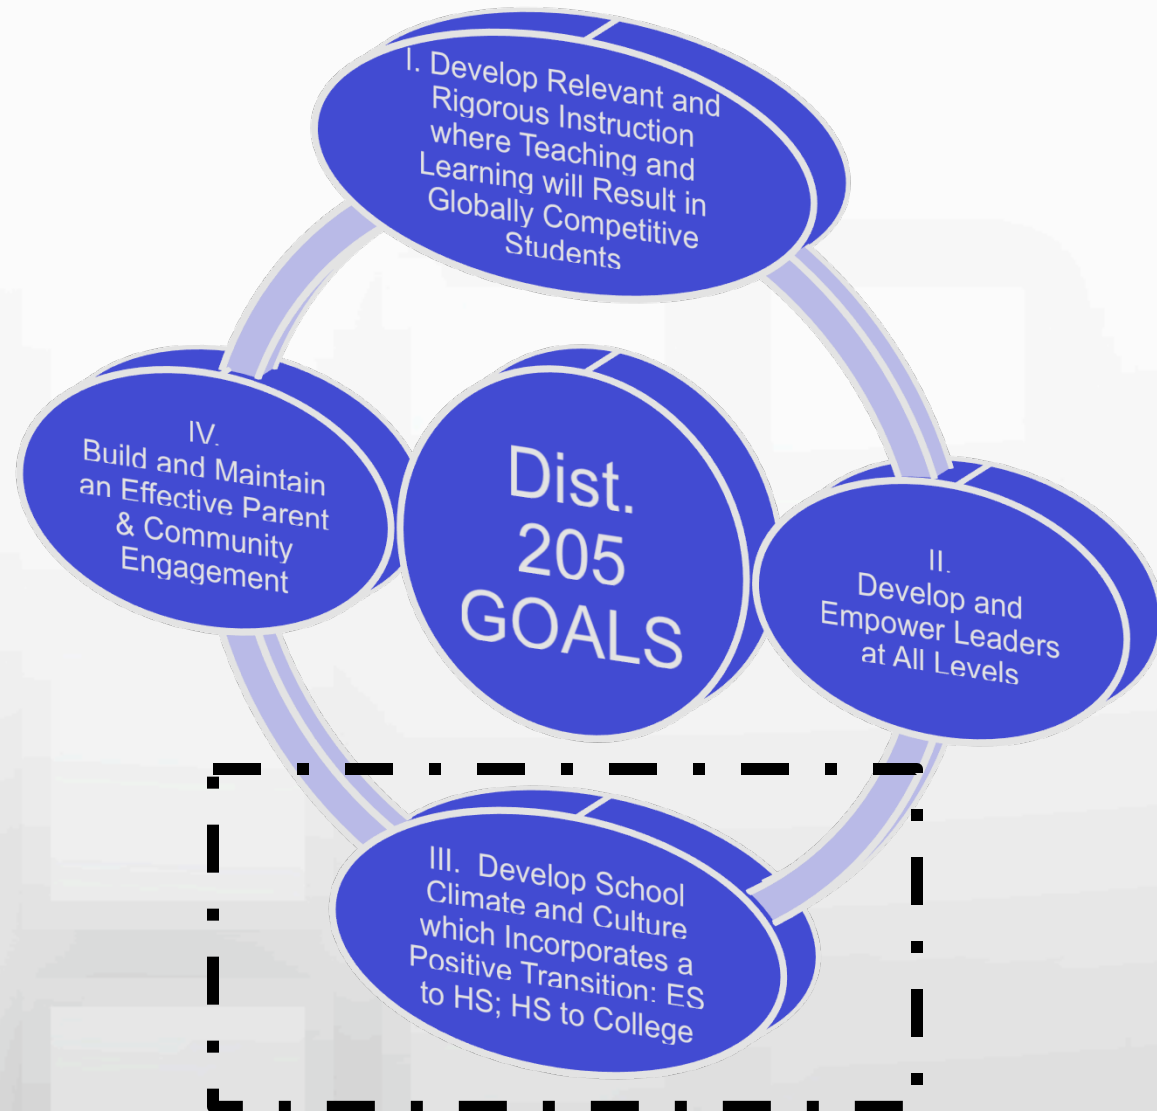 I. Develop Relevant and
Rigorous Instruction
where Teaching and
Learning will Result in
Globally Competitive
Students
Dist.
205
GOALS
II.
Develop and
Empower Leaders
at All Levels
III. Develop School
Climate and Culture
which Incorporates a
Positive Transition: ES
to HS; HS to College
IV.
Build and Maintain
an Effective Parent
& Community
Engagement